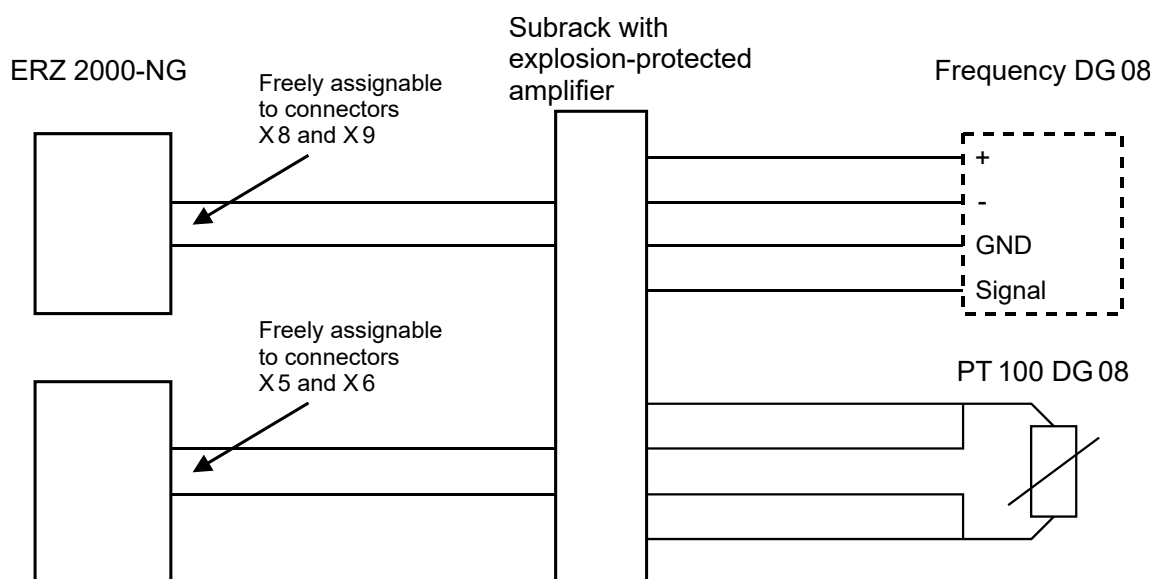 ERZ 2000-NG
Freely assignable
to connectors
X 8 and X 9
Subrack with
explosion-protected
amplifier
Frequency DG 08
+
-
GND
Signal
Freely assignable
to connectors
X 5 and X 6
PT 100 DG 08